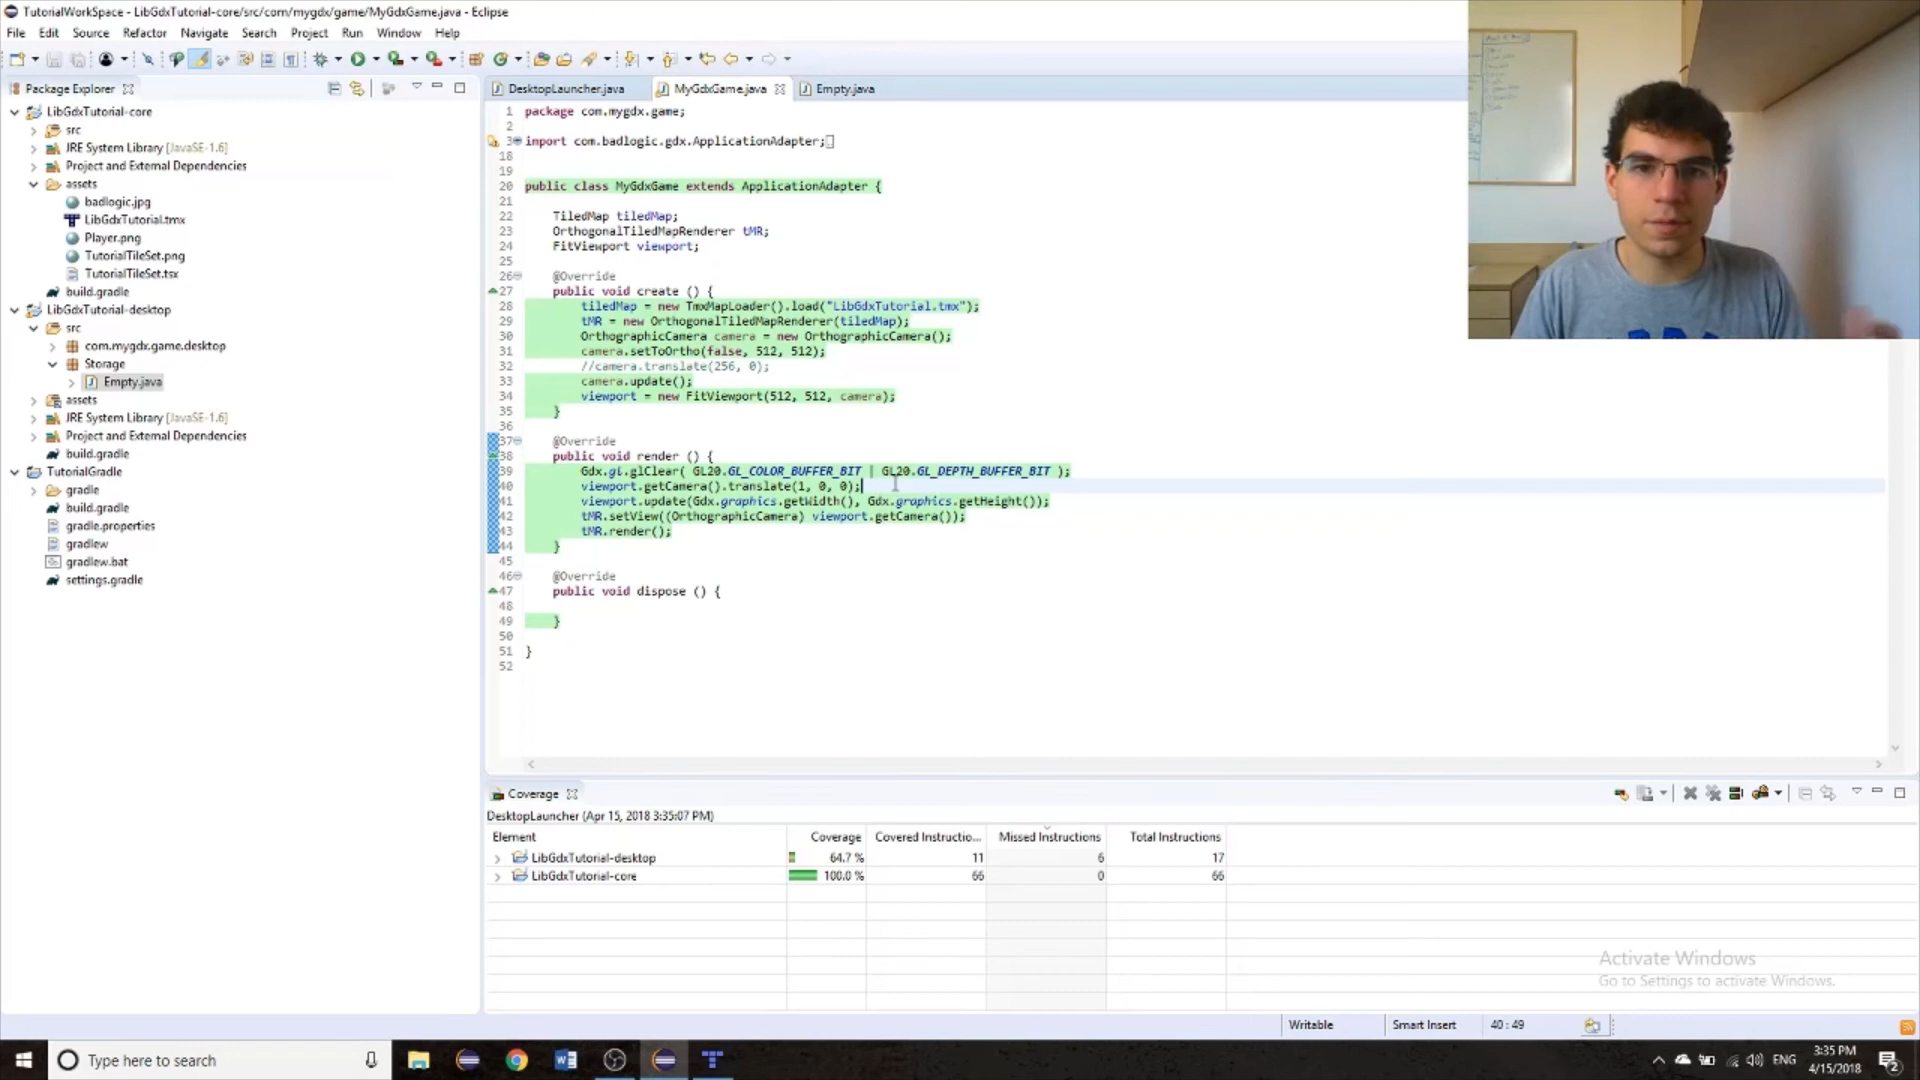 TutorialWorkSpace - LibGdxTutorial-core/src/com/mygdx/game/MyGdxGame.java - Eclipse
File Edit Source Refactor Navigate Search Project Run Window Help
Package Explorer
LibGdxTutorial-core
src
JRE System Library [JavaSE-1.6]
Project and External Dependencies
assets
badlogic.jpg
LibGdxTutorial.tmx
Player.png
TutorialTileSet.png
TutorialTileSet.tsx
build.gradle
LibGdxTutorial-desktop
src
com.mygdx.game.desktop
Storage
Empty.java
assets
JRE System Library [JavaSE-1.6]
Project and External Dependencies
build.gradle
TutorialGradle
gradle
build.gradle
gradle.properties
gradlew
gradlew.bat
settings.gradle
DesktopLauncher.java MyGdxGame.java Empty.java
1 package com.mygdx.game;
2
3 import com.badlogic.gdx.ApplicationAdapter;
18
19
20 public class MyGdxGame extends ApplicationAdapter {
21
22 TiledMap tiledMap;
23 OrthogonalTiledMapRenderer tMR;
24 FitViewport viewport;
25
26 @Override
27 public void create () {
28 tiledMap = new TmxMapLoader().load("LibGdxTutorial.tmx");
29 tMR = new OrthogonalTiledMapRenderer(tiledMap);
30 OrthographicCamera camera = new OrthographicCamera();
31 camera.setToOrtho(false, 512, 512);
32 //camera.translate(256, 0);
33 camera.update();
34 viewport = new FitViewport(512, 512, camera);
35 }
36
37 @Override
38 public void render () {
39 Gdx.gl.glClear( GL20.GL_COLOR_BUFFER_BIT | GL20.GL_DEPTH_BUFFER_BIT );
40 viewport.getCamera().translate(1, 0, 0);
41 viewport.update(Gdx.graphics.getWidth(), Gdx.graphics.getHeight());
42 tMR.setView((OrthographicCamera) viewport.getCamera());
43 tMR.render();
44 }
45
46 @Override
47 public void dispose () {
48
49 }
50
51 }
52
Coverage
DesktopLauncher (Apr 15, 2018 3:35:07 PM)
Element Coverage Covered Instructio... Missed Instructions Total Instructions
LibGdxTutorial-desktop 64.7 % 11 6 17
LibGdxTutorial-core 100.0 % 66 0 66
Activate Windows
Go to Settings to activate Windows.
Writable Smart Insert 40 : 49
Type here to search
ENG
3:35 PM
4/15/2018
2